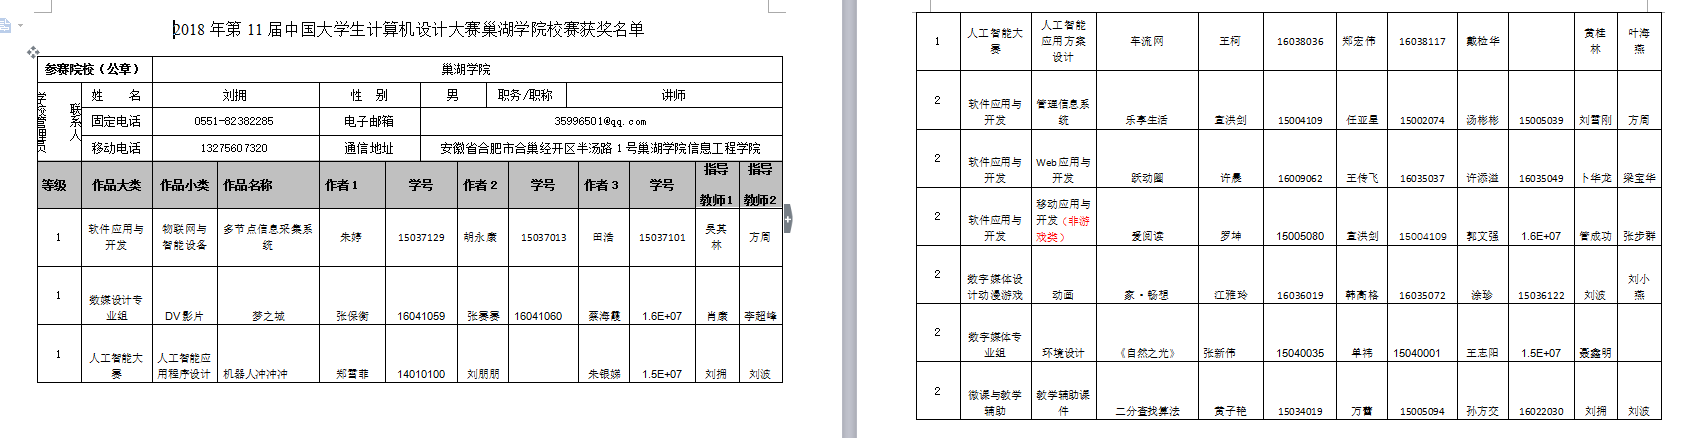 2018 年第 11 届中国大学生计算机设计大赛巢湖学院校赛获奖名单
参赛院校（公章） 巢湖学院
学校管理员 联系人 姓 名 刘拥 性 别 男 职务/职称 讲师
固定电话 0551-82382285 电子邮箱 35996501@qq.com
移动电话 13275607320 通信地址 安徽省合肥市合巢经开区半汤路 1 号巢湖学院信息工程学院
等级 作品大类 作品小类 作品名称 作者 1 学号 作者 2 学号 作者 3 学号 指导教师1 指导教师2
1 软件应用与开发 物联网与智能设备 多节点信息采集系统 朱婷 15037129 胡永康 15037013 田浩 15037101 吴其林 方周
1 数媒设计专业组 DV 影片 梦之城 张保衡 16041059 张赛赛 16041060 蔡海霞 1.6E+07 肖康 李超峰
1 人工智能大赛 人工智能应用程序设计 机器人冲冲冲 郑雪菲 14010100 刘朋朋 朱银娣 1.5E+07 刘拥 刘波
1 人工智能大赛 人工智能应用方案设计 车流网 王柯 16038036 郑宏伟 16038117 戴检华 黄桂林 叶海燕
2 软件应用与开发 管理信息系统 乐享生活 宣洪剑 15004109 任亚星 15002074 汤彬彬 15005039 刘雪刚 方周
2 软件应用与开发 Web 应用与开发 跃动圈 许晨 16009062 王传飞 16035037 许添溢 16035049 卜华龙 梁宝华
2 软件应用与开发 移动应用与开发（非游戏类） 爱阅读 罗坤 15005080 宣洪剑 15004109 郭文强 1.6E+07 管成功 张步群
2 数字媒体设计动漫游戏 动画 家·畅想 江雅玲 16036019 韩高格 16035072 涂珍 15036122 刘波 刘小燕
2 数字媒体专业组 环境设计 《自然之光》 张新伟 15040035 单祎 15040001 王志阳 1.5E+07 聂鑫明
2 微课与教学辅助 教学辅助课件 二分查找算法 黄子艳 15034019 万蕾 15005094 孙方交 16022030 刘拥 刘波